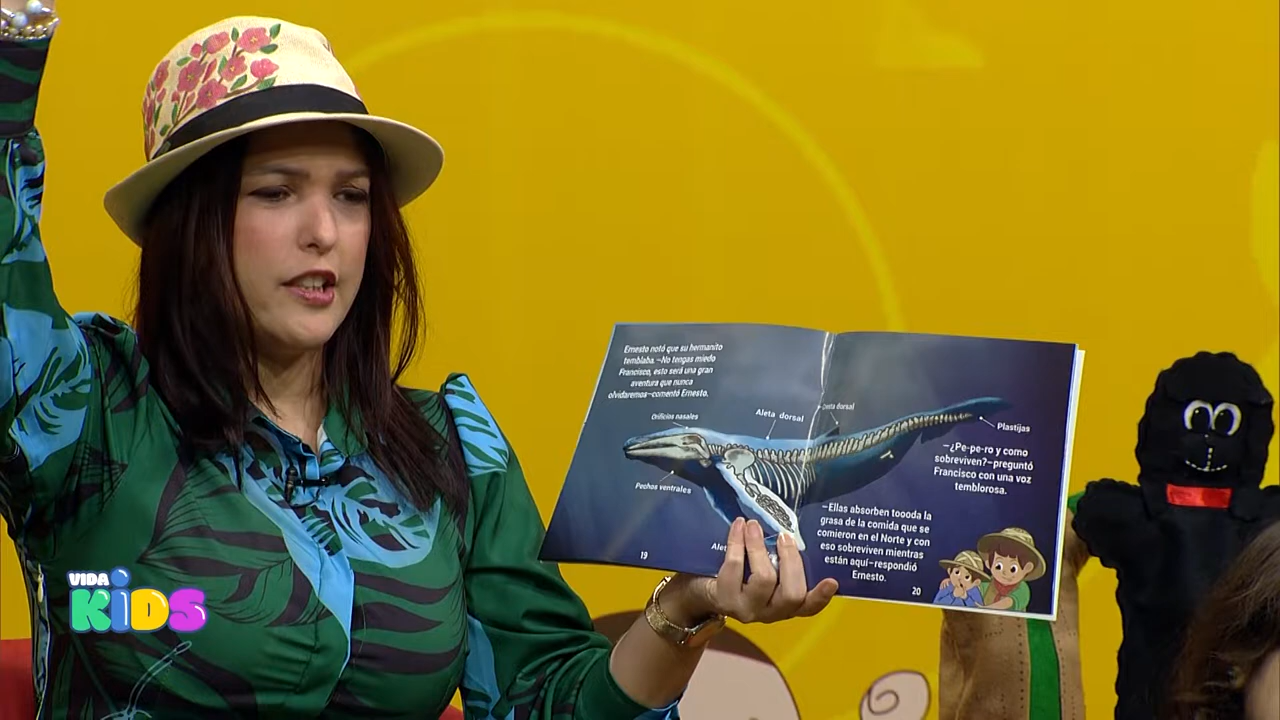 Ernesto notó que su hermanito
temblaba. –No tengas miedo
Francisco, esto será una gran
aventura que nunca
olvidaremos–comentó Ernesto.
Orificios nasales
Aleta dorsal
dorsal
Plastijas
Pechos ventrales
–¿Pe-pe-ro y como
sobreviven?–preguntó
Francisco con una voz
temblorosa.
–Ellas absorben toooda la
grasa de la comida que se
comieron en el Norte y con
eso sobreviven mientras
están aquí–respondió
Ernesto.
19
20
VIDA
KiDS